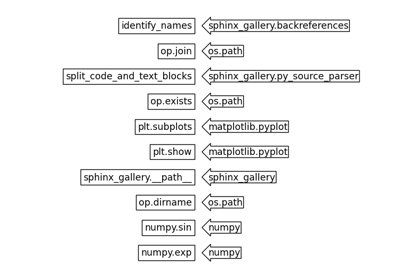 identify_names sphinx_gallery.backreferences
op.join os.path
split_code_and_text_blocks sphinx_gallery.py_source_parser
op.exists os.path
plt.subplots matplotlib.pyplot
plt.show matplotlib.pyplot
sphinx_gallery.__path__ sphinx_gallery
op.dirname os.path
numpy.sin numpy
numpy.exp numpy